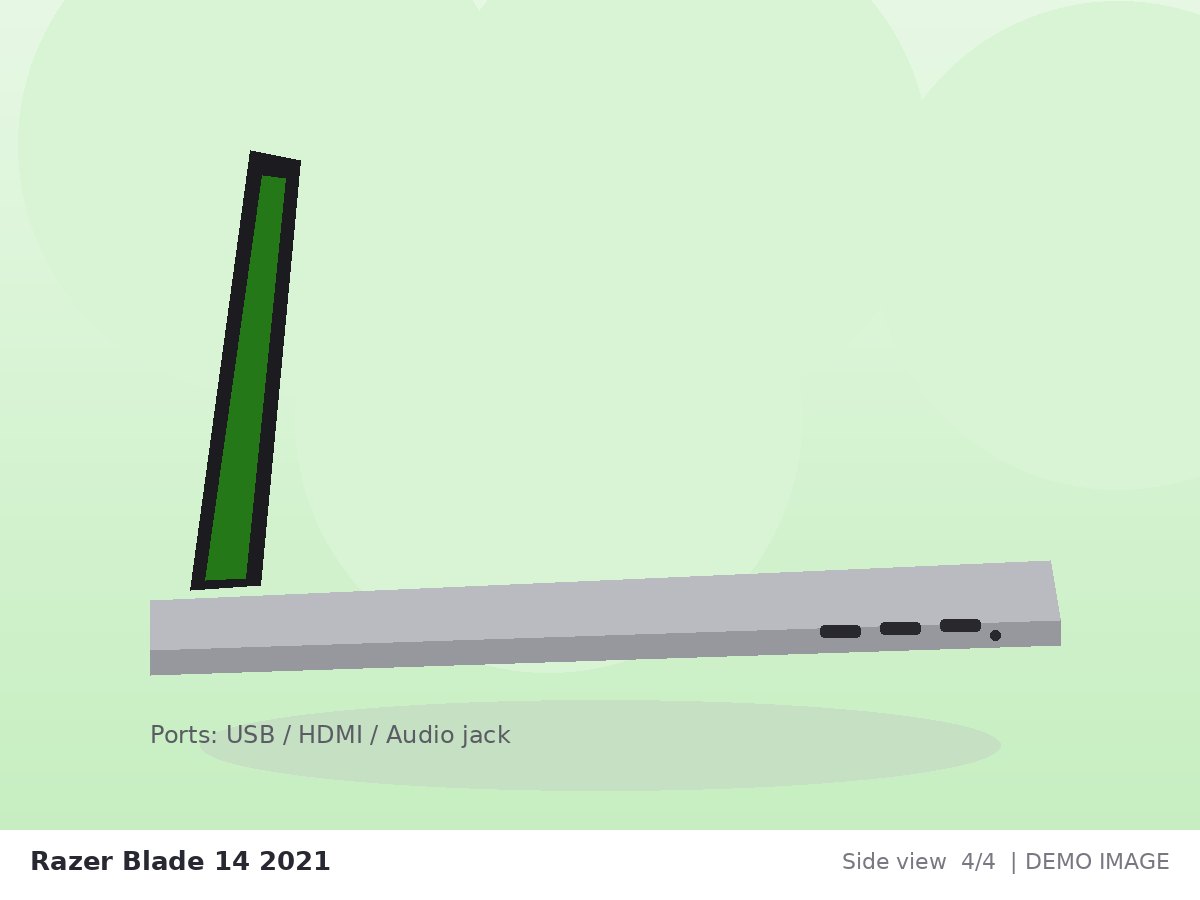 Ports: USB / HDMI / Audio jack
Razer Blade 14 2021
Side view 4/4 | DEMO IMAGE